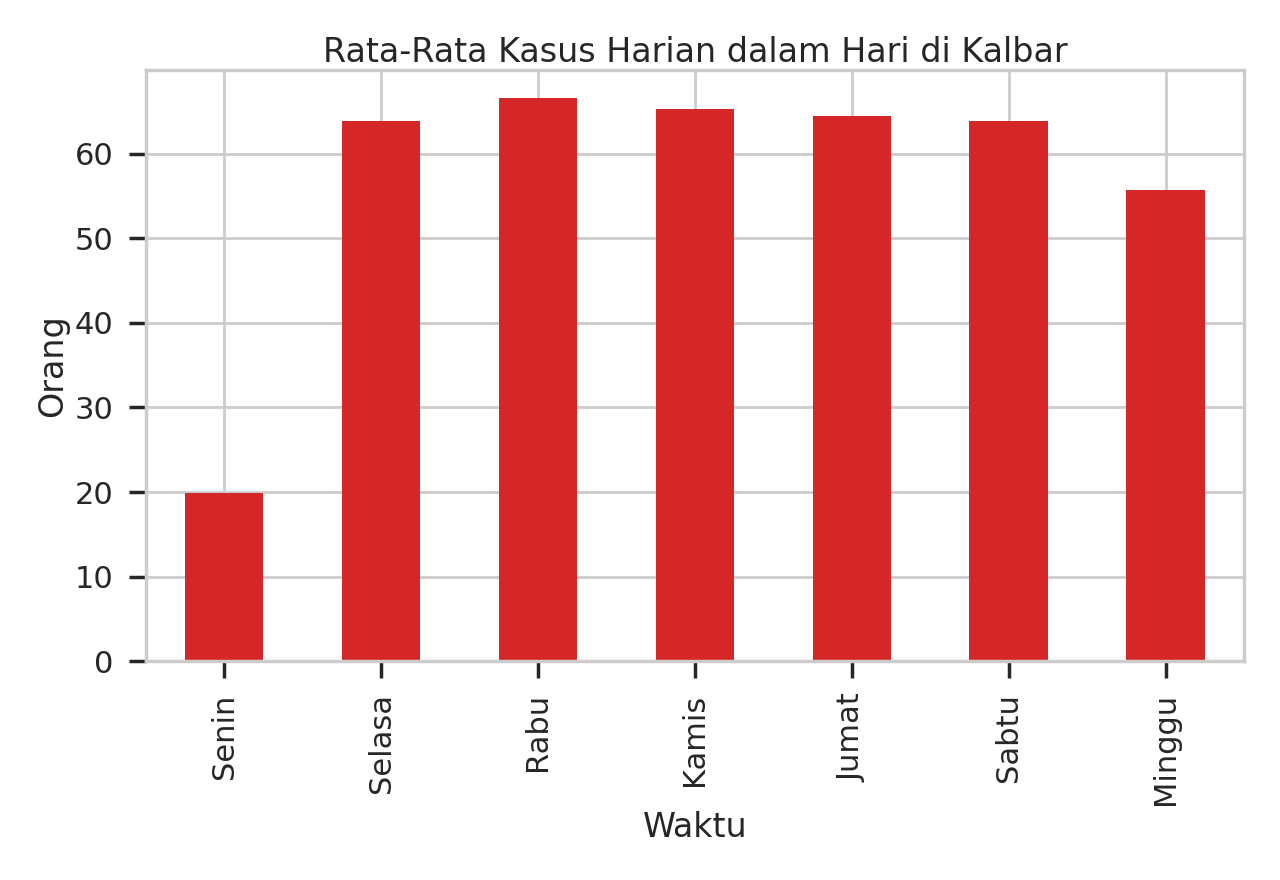 Rata-Rata Kasus Harian dalam Hari di Kalbar
Orang
60
50
40
30
20
10
0
Senin
Selasa
Rabu
Kamis
Jumat
Sabtu
Minggu
Waktu